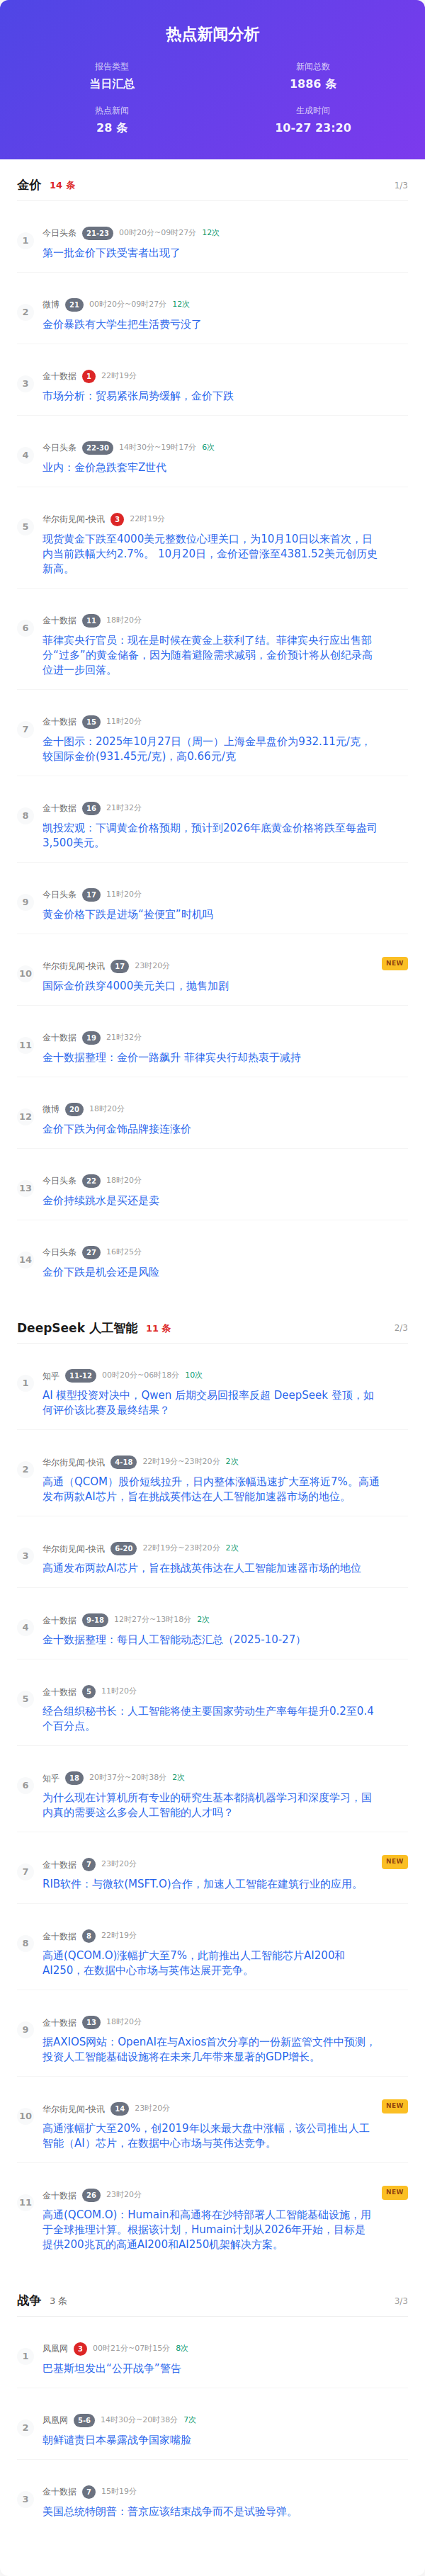 热点新闻分析
报告类型
新闻总数
当日汇总
1886 条
热点新闻
生成时间
28 条
10-27 23:20
金价 14 条 1/3
1
今日头条 21-23 00时20分~09时27分 12次
第一批金价下跌受害者出现了
2
微博 21 00时20分~09时27分 12次
金价暴跌有大学生把生活费亏没了
3
金十数据 1 22时19分
市场分析：贸易紧张局势缓解，金价下跌
4
今日头条 22-30 14时30分~19时17分 6次
业内：金价急跌套牢Z世代
5
华尔街见闻-快讯 3 22时19分
现货黄金下跌至4000美元整数位心理关口，为10月10日以来首次，日
内当前跌幅大约2.7%。 10月20日，金价还曾涨至4381.52美元创历史
新高。
6
金十数据 11 18时20分
菲律宾央行官员：现在是时候在黄金上获利了结。菲律宾央行应出售部
分“过多”的黄金储备，因为随着避险需求减弱，金价预计将从创纪录高
位进一步回落。
7
金十数据 15 11时20分
金十图示：2025年10月27日（周一）上海金早盘价为932.11元/克，
较国际金价(931.45元/克)，高0.66元/克
8
金十数据 16 21时32分
凯投宏观：下调黄金价格预期，预计到2026年底黄金价格将跌至每盎司
3,500美元。
9
今日头条 17 11时20分
黄金价格下跌是进场“捡便宜”时机吗
10
华尔街见闻-快讯 17 23时20分 NEW
国际金价跌穿4000美元关口，抛售加剧
11
金十数据 19 21时32分
金十数据整理：金价一路飙升 菲律宾央行却热衷于减持
12
微博 20 18时20分
金价下跌为何金饰品牌接连涨价
13
今日头条 22 18时20分
金价持续跳水是买还是卖
14
今日头条 27 16时25分
金价下跌是机会还是风险
DeepSeek 人工智能 11 条 2/3
1
知乎 11-12 00时20分~06时18分 10次
AI 模型投资对决中，Qwen 后期交易回报率反超 DeepSeek 登顶，如
何评价该比赛及最终结果？
2
华尔街见闻-快讯 4-18 22时19分~23时20分 2次
高通（QCOM）股价短线拉升，日内整体涨幅迅速扩大至将近7%。高通
发布两款AI芯片，旨在挑战英伟达在人工智能加速器市场的地位。
3
华尔街见闻-快讯 6-20 22时19分~23时20分 2次
高通发布两款AI芯片，旨在挑战英伟达在人工智能加速器市场的地位
4
金十数据 9-18 12时27分~13时18分 2次
金十数据整理：每日人工智能动态汇总（2025-10-27）
5
金十数据 5 11时20分
经合组织秘书长：人工智能将使主要国家劳动生产率每年提升0.2至0.4
个百分点。
6
知乎 18 20时37分~20时38分 2次
为什么现在计算机所有专业的研究生基本都搞机器学习和深度学习，国
内真的需要这么多会人工智能的人才吗？
7
金十数据 7 23时20分 NEW
RIB软件：与微软(MSFT.O)合作，加速人工智能在建筑行业的应用。
8
金十数据 8 22时19分
高通(QCOM.O)涨幅扩大至7%，此前推出人工智能芯片AI200和
AI250，在数据中心市场与英伟达展开竞争。
9
金十数据 13 18时20分
据AXIOS网站：OpenAI在与Axios首次分享的一份新监管文件中预测，
投资人工智能基础设施将在未来几年带来显著的GDP增长。
10
华尔街见闻-快讯 14 23时20分 NEW
高通涨幅扩大至20%，创2019年以来最大盘中涨幅，该公司推出人工
智能（AI）芯片，在数据中心市场与英伟达竞争。
11
金十数据 26 23时20分 NEW
高通(QCOM.O)：Humain和高通将在沙特部署人工智能基础设施，用
于全球推理计算。根据该计划，Humain计划从2026年开始，目标是
提供200兆瓦的高通AI200和AI250机架解决方案。
战争 3 条 3/3
1
凤凰网 3 00时21分~07时15分 8次
巴基斯坦发出“公开战争”警告
2
凤凰网 5-6 14时30分~20时38分 7次
朝鲜谴责日本暴露战争国家嘴脸
3
金十数据 7 15时19分
美国总统特朗普：普京应该结束战争而不是试验导弹。